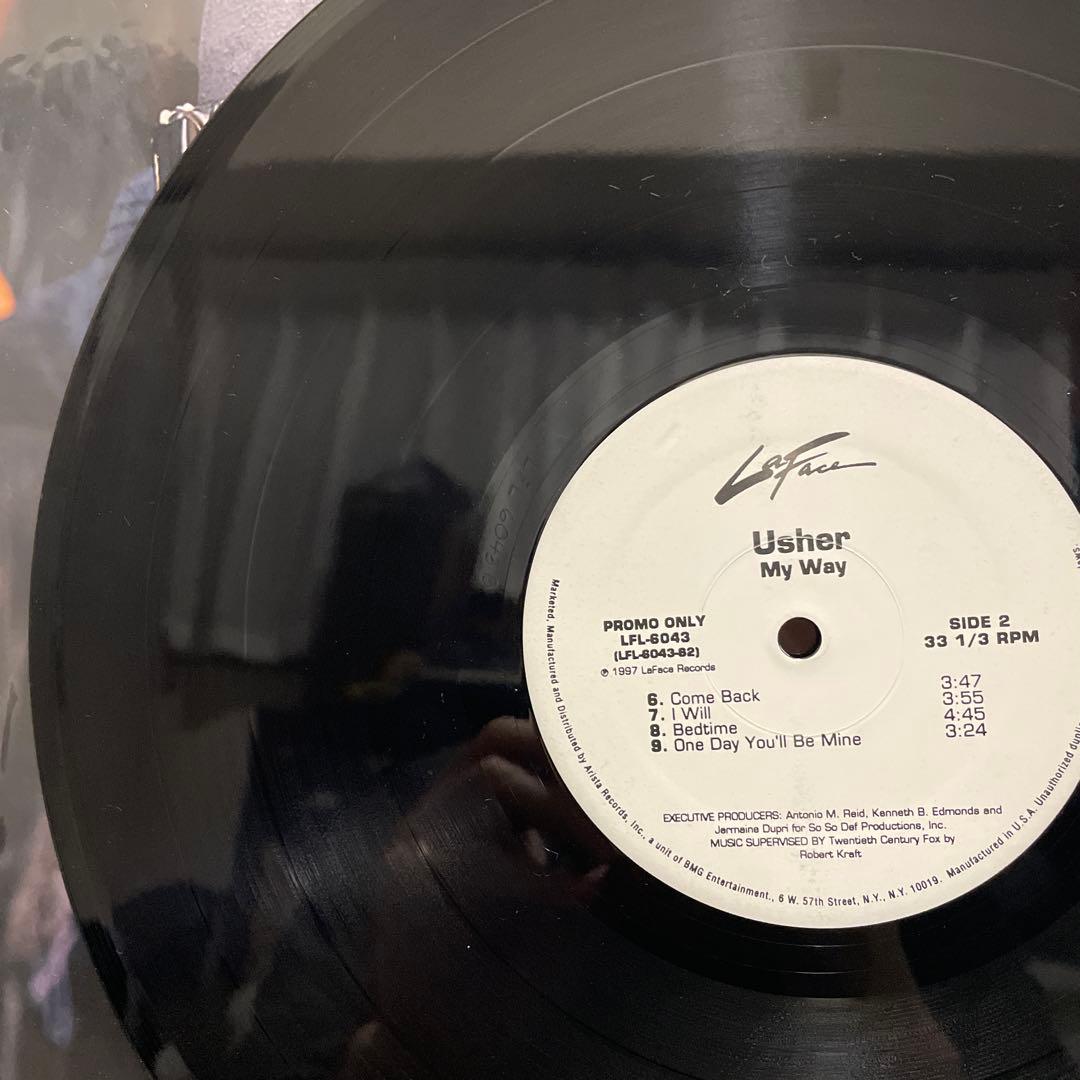 LaFace
Usher
My Way
PROMO ONLY
LFL-6043
(LFL-6043-S2)
℗ 1997 LaFace Records
SIDE 2
33 1/3 RPM
6. Come Back 3:47
7. I Will 3:55
8. Bedtime 4:45
9. One Day You'll Be Mine 3:24
EXECUTIVE PRODUCERS: Antonio M. Reid, Kenneth B. Edmonds and
Jermaine Dupri for So So Def Productions, Inc.
MUSIC SUPERVISED BY Twentieth Century Fox by
Robert Kraft
Marketed, Manufactured and Distributed by Arista Records, Inc., a unit of BMG Entertainment., 6 W. 57th Street, N.Y., N.Y. 10019. Manufactured in U.S.A. Unauthorized